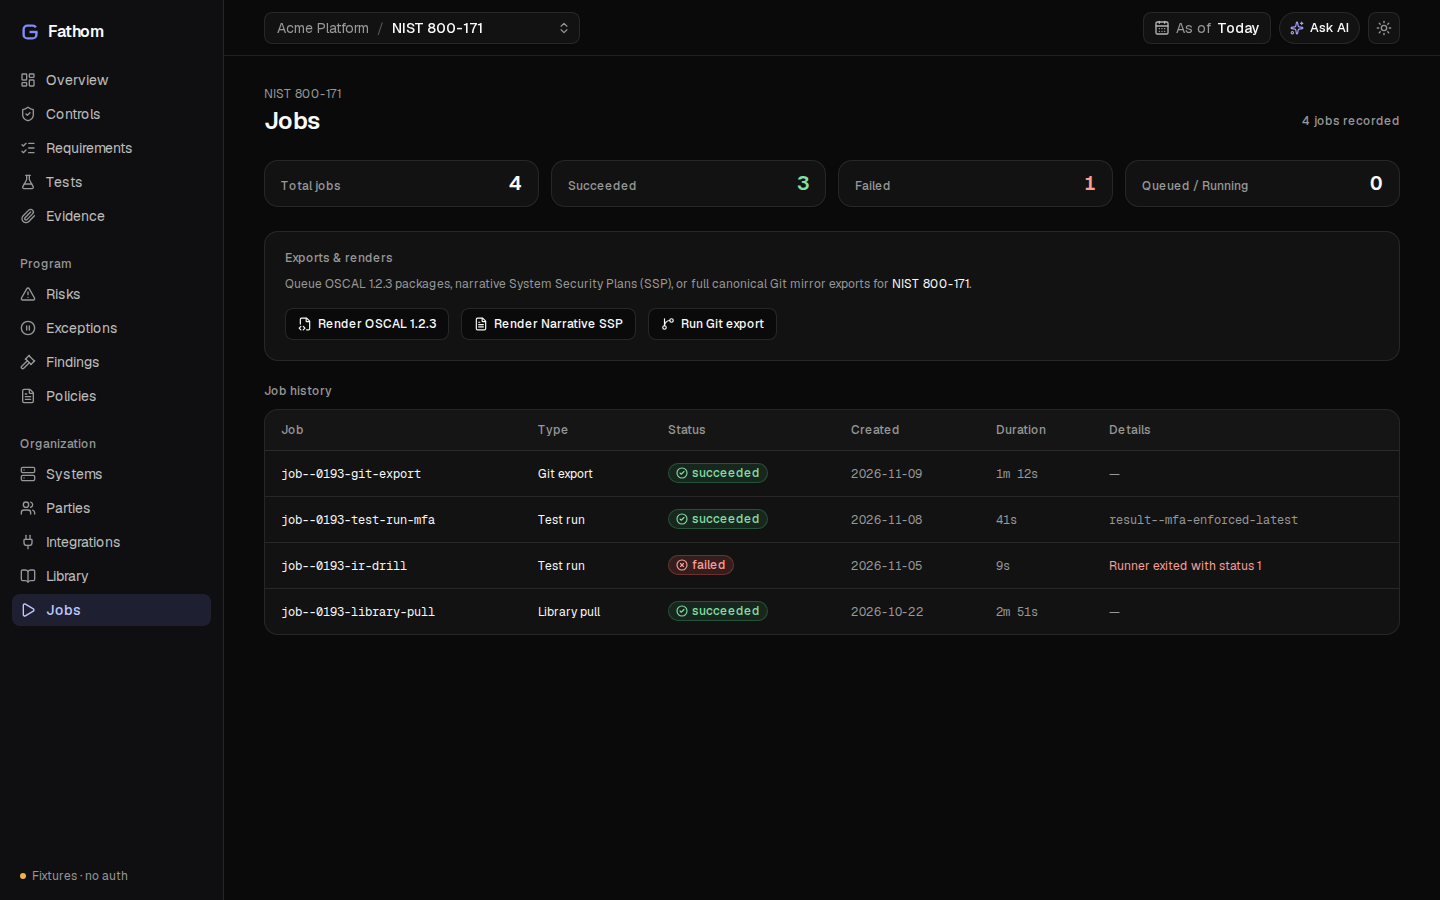 Fathom
Overview
Controls
Requirements
Tests
Evidence
Program
Risks
Exceptions
Findings
Policies
Organization
Systems
Parties
Integrations
Library
Jobs
Fixtures · no auth
Acme Platform / NIST 800-171
As of Today
Ask AI
NIST 800-171
Jobs
4 jobs recorded
Total jobs 4
Succeeded 3
Failed 1
Queued / Running 0
Exports & renders
Queue OSCAL 1.2.3 packages, narrative System Security Plans (SSP), or full canonical Git mirror exports for NIST 800-171.
Render OSCAL 1.2.3
Render Narrative SSP
Run Git export
Job history
Job Type Status Created Duration Details
job--0193-git-export Git export succeeded 2026-11-09 1m 12s —
job--0193-test-run-mfa Test run succeeded 2026-11-08 41s result--mfa-enforced-latest
job--0193-ir-drill Test run failed 2026-11-05 9s Runner exited with status 1
job--0193-library-pull Library pull succeeded 2026-10-22 2m 51s —